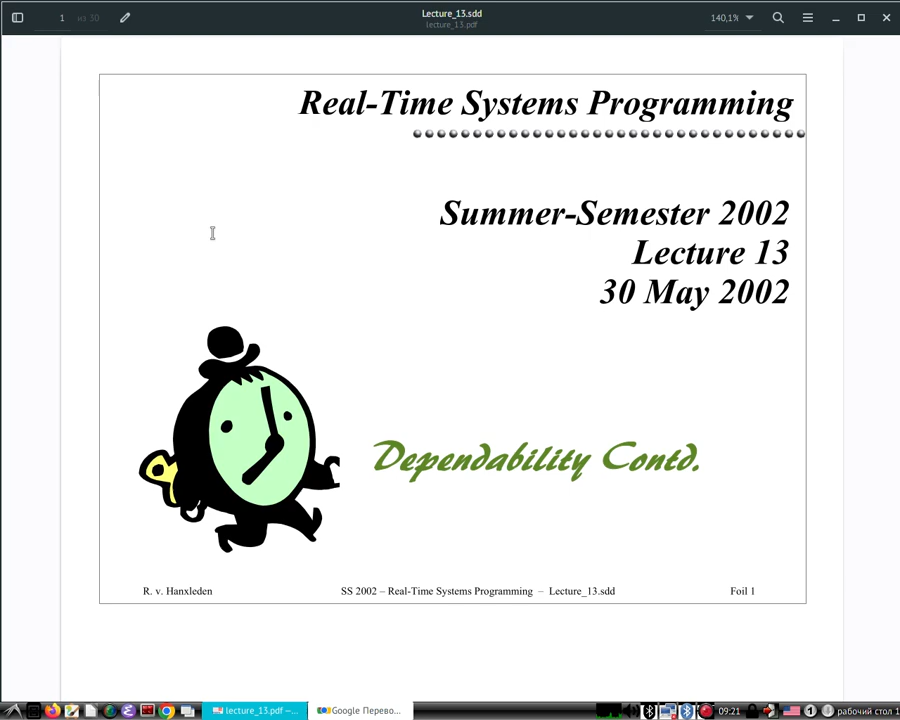 Lecture_13.sdd
lecture_13.pdf
1 из 30
140,1%
Real-Time Systems Programming
Summer-Semester 2002
Lecture 13
30 May 2002
Dependability Contd.
R. v. Hanxleden
SS 2002 – Real-Time Systems Programming – Lecture_13.sdd
Foil 1
lecture_13.pdf –...
Google Перево...
09:21
1
рабочий стол 1